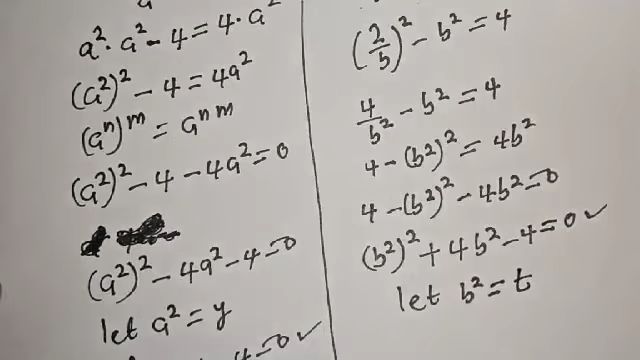 a² · a² - 4 = 4 · a²
(a²)² - 4 = 4a²
(aⁿ)ᵐ = aⁿᵐ
(a²)² - 4 - 4a² = 0
(a²)² - 4a² - 4 = 0
let a² = y
4 = 0 ✓
(2/b)² - b² = 4
4/b² - b² = 4
4 - (b²)² = 4b²
4 - (b²)² - 4b² = 0
(b²)² + 4b² - 4 = 0 ✓
let b² = t